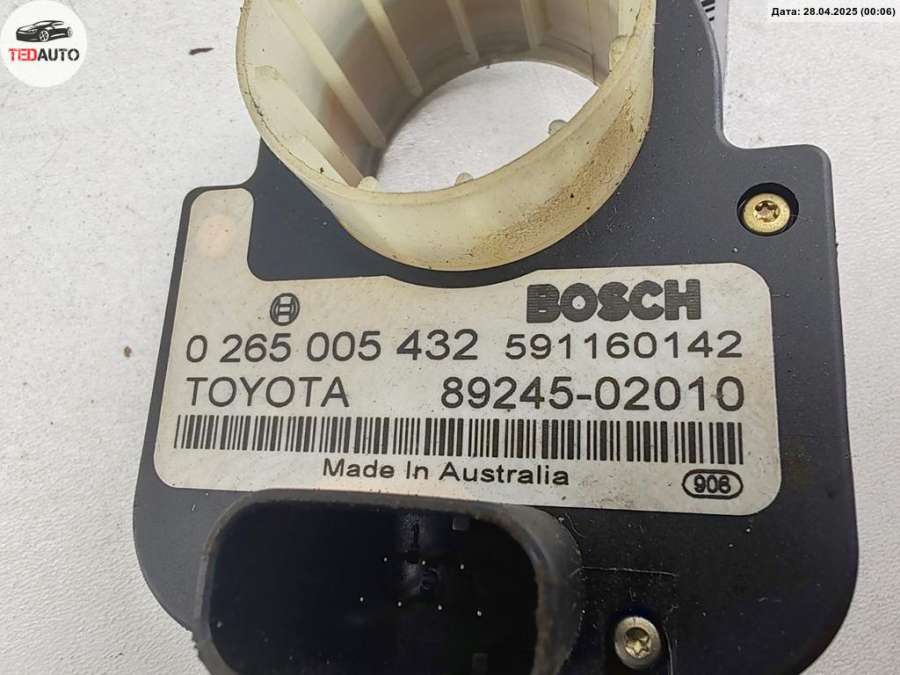 Дата: 28.04.2025 (00:06)
TEDAUTO
BOSCH
0 265 005 432 591160142
TOYOTA 89245-02010
Made In Australia
906